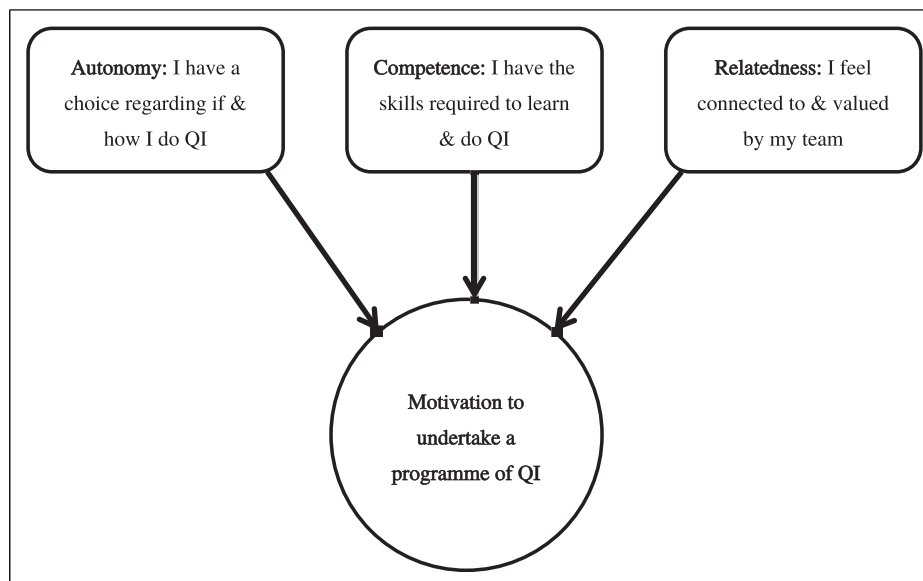 Autonomy: I have a
choice regarding if &
how I do QI
Competence: I have the
skills required to learn
& do QI
Relatedness: I feel
connected to & valued
by my team
Motivation to
undertake a
programme of QI